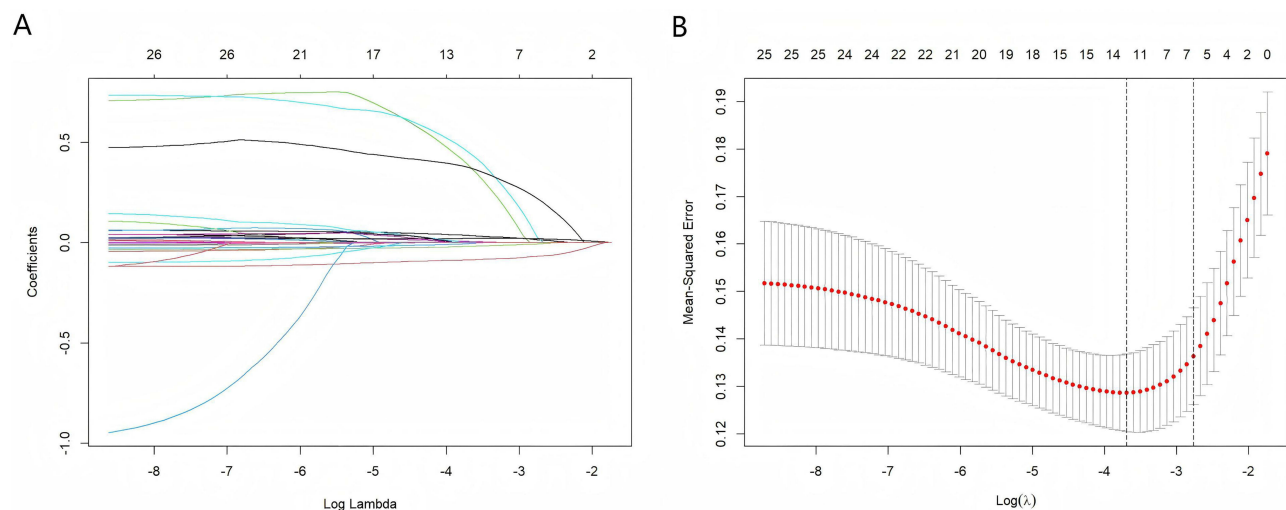 A
26 26 21 17 13 7 2
0.5
0.0
-0.5
-1.0
Coefficients
-8 -7 -6 -5 -4 -3 -2
Log Lambda
B
25 25 25 24 24 22 22 21 20 19 18 15 15 14 11 7 7 5 4 2 0
0.19
0.18
0.17
0.16
0.15
0.14
0.13
0.12
Mean-Squared Error
-8 -7 -6 -5 -4 -3 -2
Log(λ)